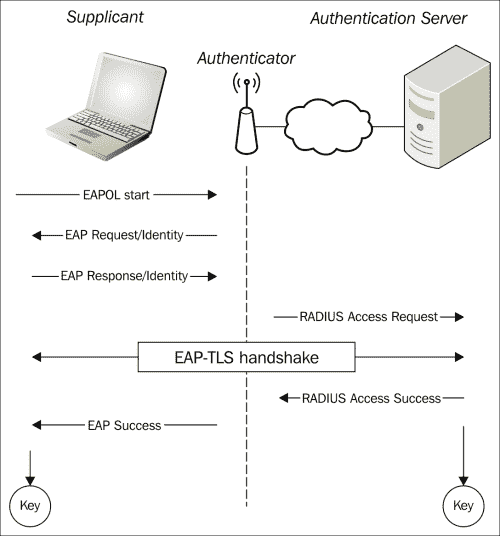 Supplicant
Authentication Server
Authenticator
EAPOL start
EAP Request/Identity
EAP Response/Identity
RADIUS Access Request
EAP-TLS handshake
RADIUS Access Success
EAP Success
Key
Key